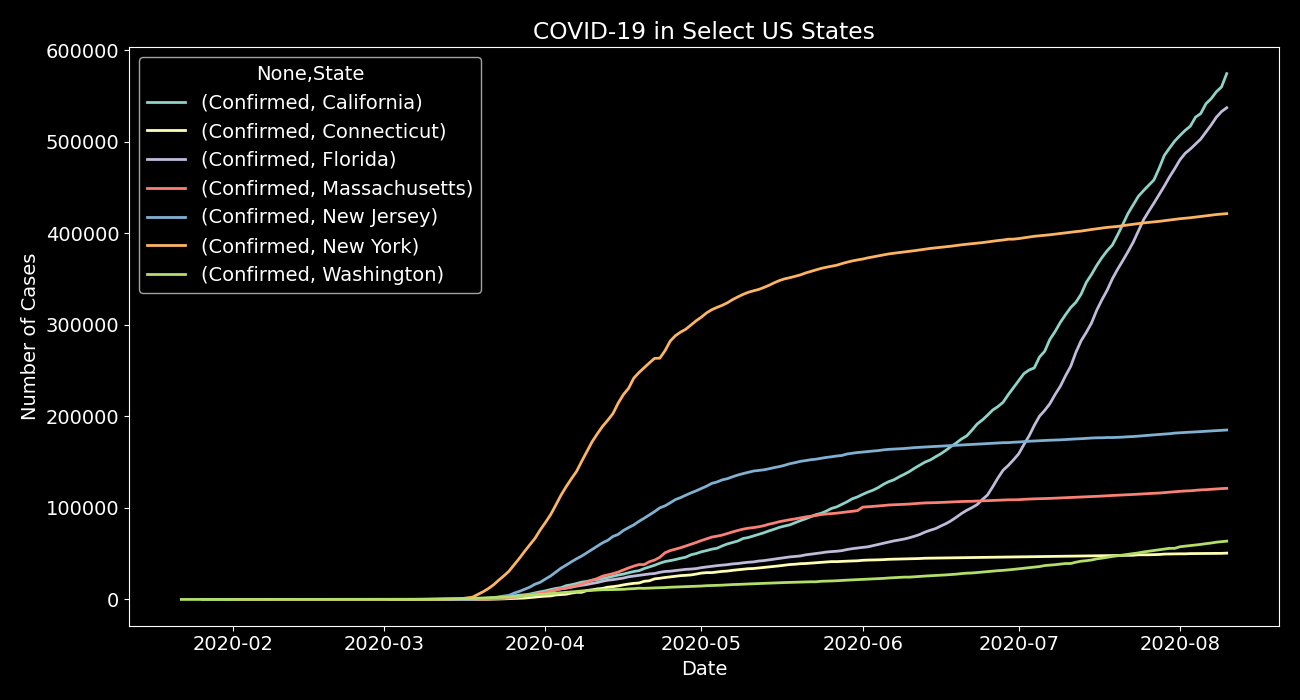 COVID-19 in Select US States
600000
500000
400000
300000
200000
100000
0
Number of Cases
None,State
(Confirmed, California)
(Confirmed, Connecticut)
(Confirmed, Florida)
(Confirmed, Massachusetts)
(Confirmed, New Jersey)
(Confirmed, New York)
(Confirmed, Washington)
2020-02 2020-03 2020-04 2020-05 2020-06 2020-07 2020-08
Date